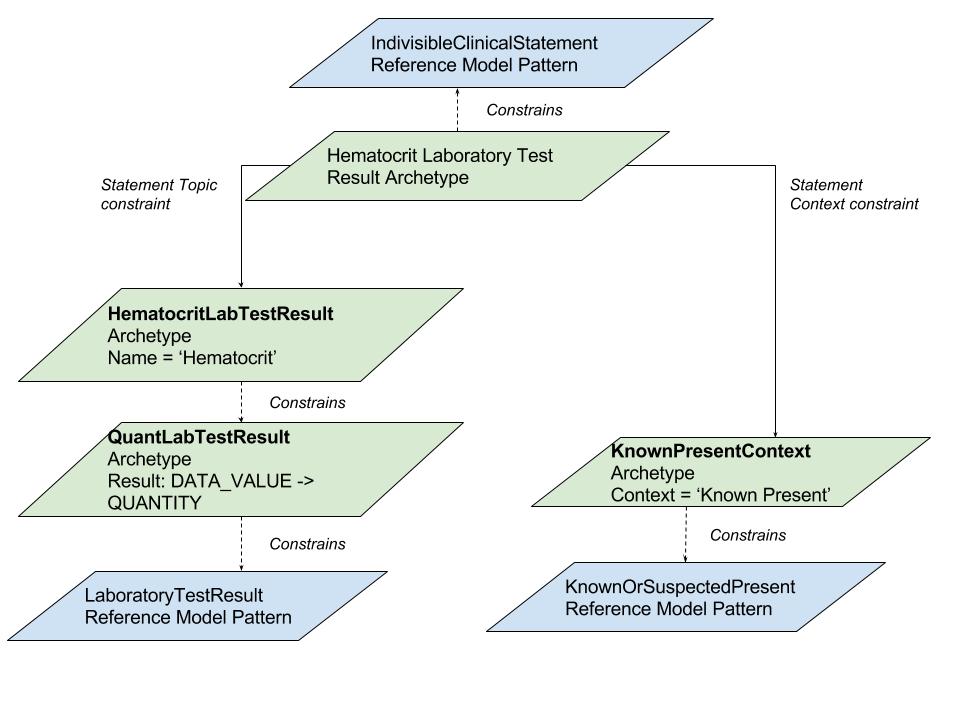 IndivisibleClinicalStatement
Reference Model Pattern
Constrains
Hematocrit Laboratory Test
Result Archetype
Statement Topic
constraint
Statement
Context constraint
HematocritLabTestResult
Archetype
Name = ‘Hematocrit’
Constrains
QuantLabTestResult
Archetype
Result: DATA_VALUE ->
QUANTITY
KnownPresentContext
Archetype
Context = ‘Known Present’
Constrains
Constrains
LaboratoryTestResult
Reference Model Pattern
KnownOrSuspectedPresent
Reference Model Pattern